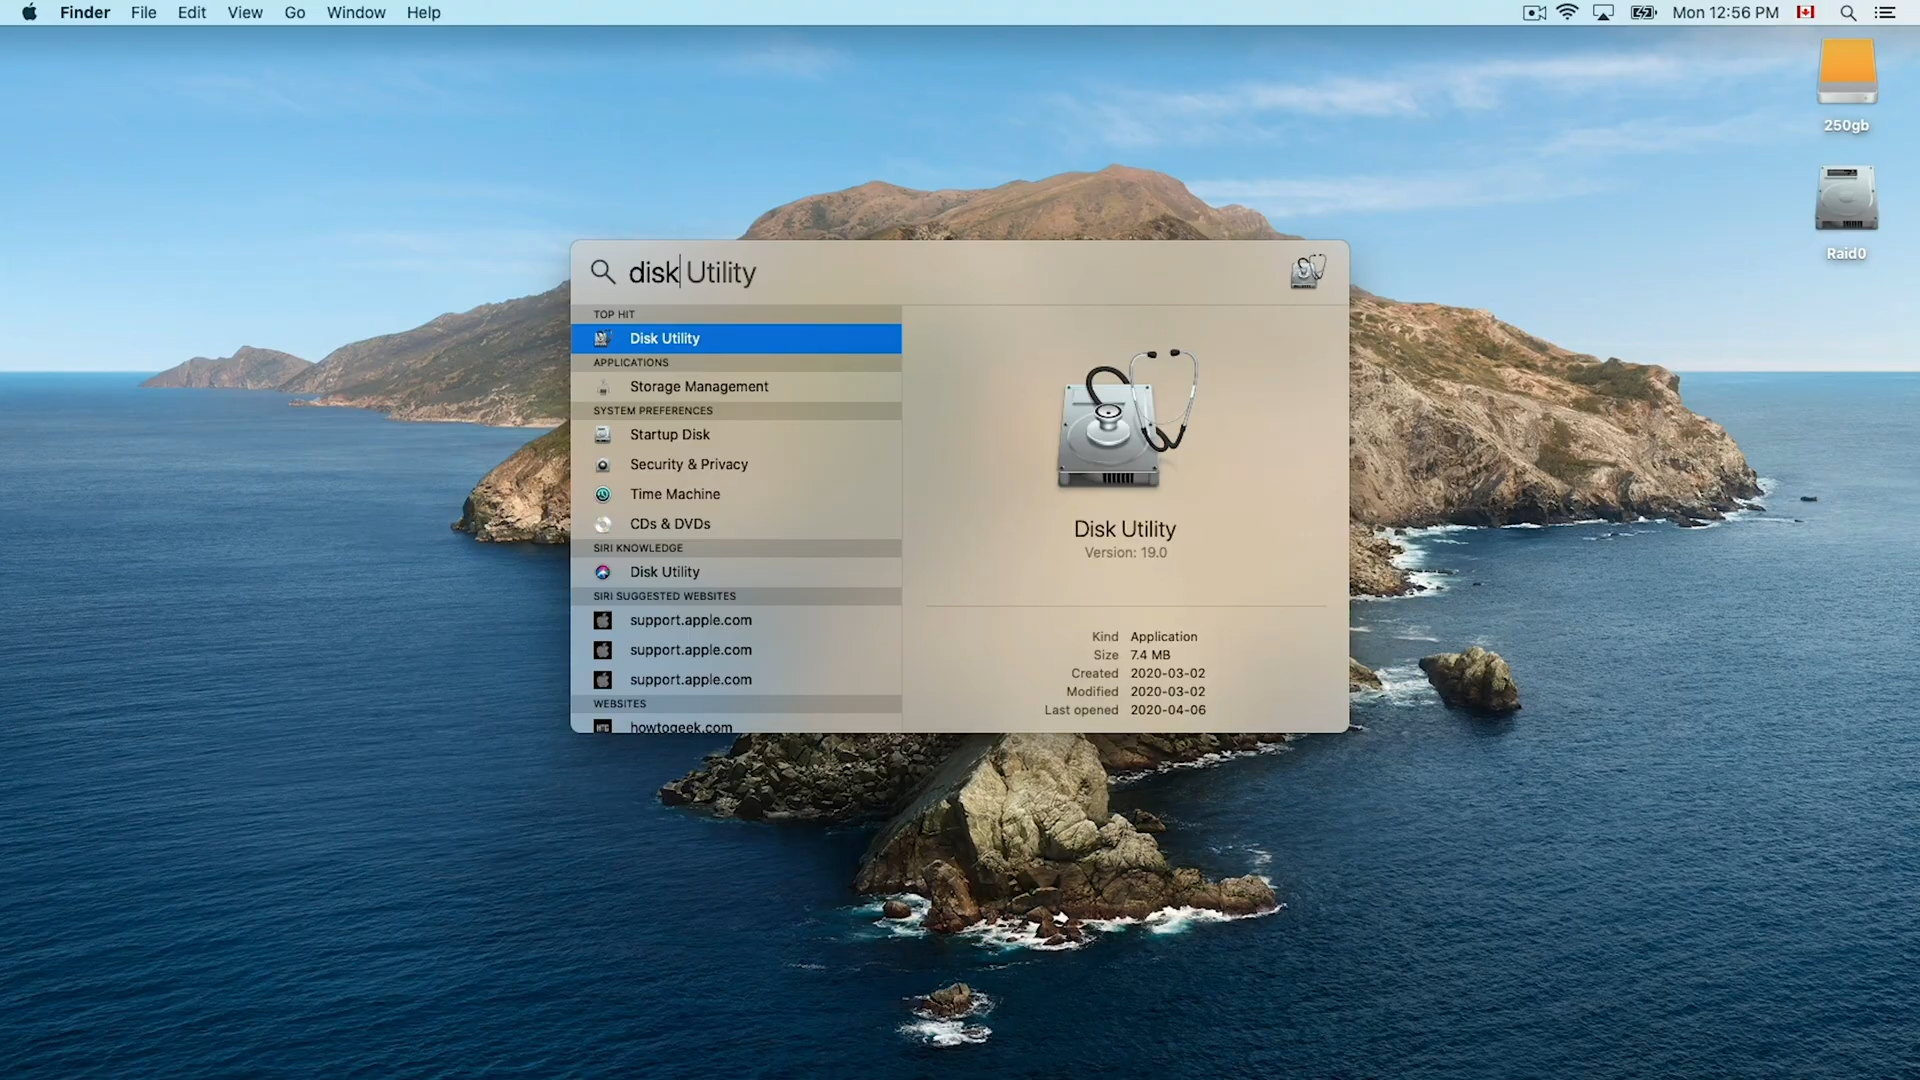 Finder File Edit View Go Window Help Mon 12:56 PM
250gb
Raid0
disk Utility
TOP HIT
Disk Utility
APPLICATIONS
Storage Management
SYSTEM PREFERENCES
Startup Disk
Security & Privacy
Time Machine
CDs & DVDs
SIRI KNOWLEDGE
Disk Utility
SIRI SUGGESTED WEBSITES
support.apple.com
support.apple.com
support.apple.com
WEBSITES
HTG howtogeek.com
Disk Utility
Version: 19.0
Kind Application
Size 7.4 MB
Created 2020-03-02
Modified 2020-03-02
Last opened 2020-04-06